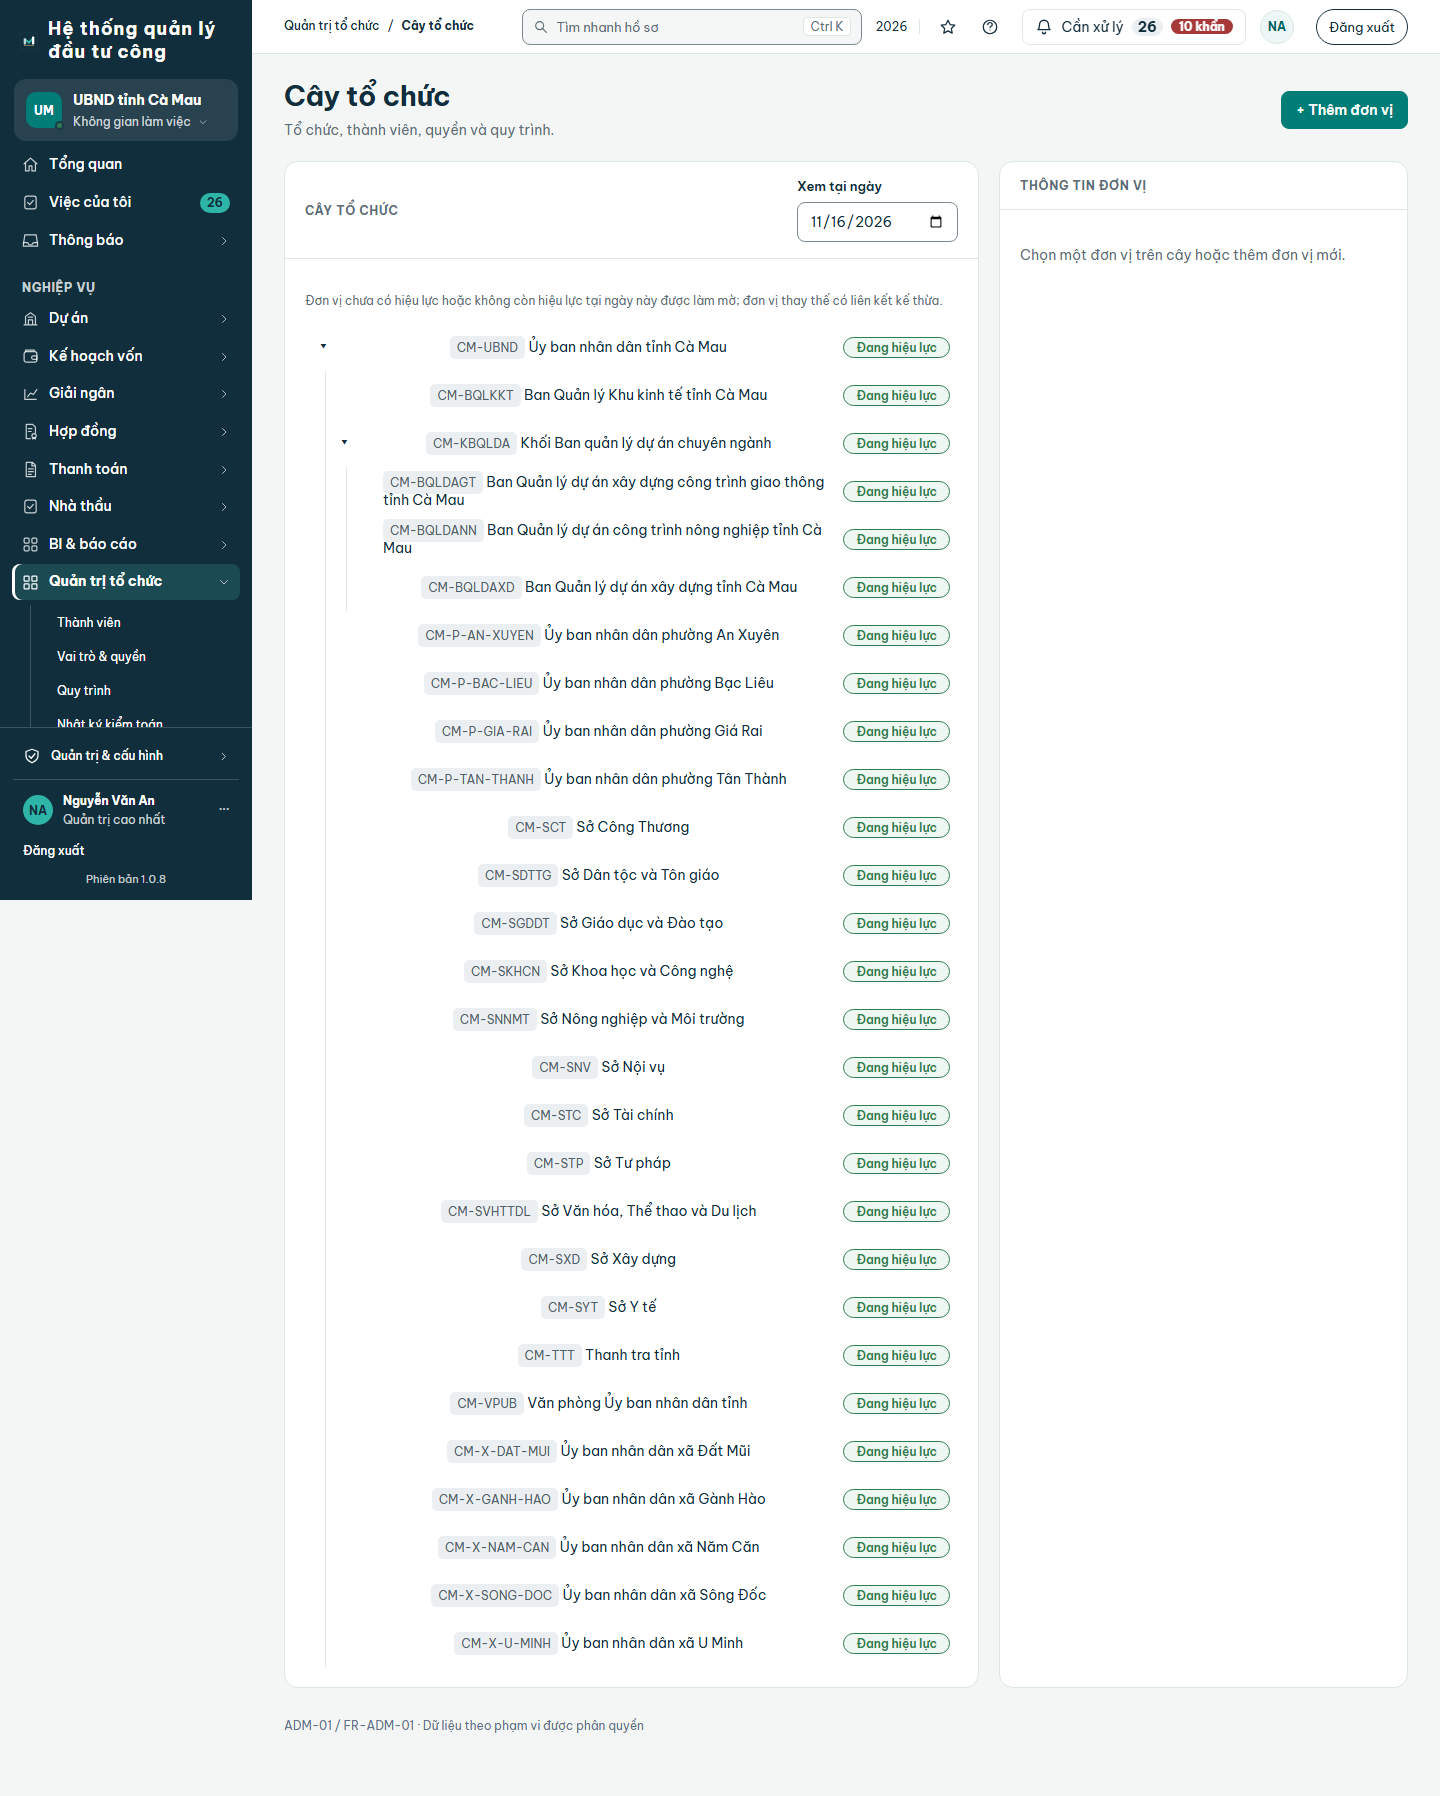 Hệ thống quản lý
đầu tư công
UM
UBND tỉnh Cà Mau
Không gian làm việc
Tổng quan
Việc của tôi
26
Thông báo
NGHIỆP VỤ
Dự án
Kế hoạch vốn
Giải ngân
Hợp đồng
Thanh toán
Nhà thầu
BI & báo cáo
Quản trị tổ chức
Thành viên
Vai trò & quyền
Quy trình
Nhật ký kiểm toán
Quản trị & cấu hình
NA
Nguyễn Văn An
Quản trị cao nhất
...
Đăng xuất
Phiên bản 1.0.8
Quản trị tổ chức / Cây tổ chức
Tìm nhanh hồ sơ
Ctrl K
2026
Cần xử lý 26 10 khẩn
NA
Đăng xuất
Cây tổ chức
Tổ chức, thành viên, quyền và quy trình.
+ Thêm đơn vị
CÂY TỔ CHỨC
Xem tại ngày
11/16/2026
Đơn vị chưa có hiệu lực hoặc không còn hiệu lực tại ngày này được làm mờ; đơn vị thay thế có liên kết kế thừa.
CM-UBND Ủy ban nhân dân tỉnh Cà Mau Đang hiệu lực
CM-BQLKKT Ban Quản lý Khu kinh tế tỉnh Cà Mau Đang hiệu lực
CM-KBQLDA Khối Ban quản lý dự án chuyên ngành Đang hiệu lực
CM-BQLDAGT Ban Quản lý dự án xây dựng công trình giao thông
tỉnh Cà Mau
Đang hiệu lực
CM-BQLDANN Ban Quản lý dự án công trình nông nghiệp tỉnh Cà
Mau
Đang hiệu lực
CM-BQLDAXD Ban Quản lý dự án xây dựng tỉnh Cà Mau Đang hiệu lực
CM-P-AN-XUYEN Ủy ban nhân dân phường An Xuyên Đang hiệu lực
CM-P-BAC-LIEU Ủy ban nhân dân phường Bạc Liêu Đang hiệu lực
CM-P-GIA-RAI Ủy ban nhân dân phường Giá Rai Đang hiệu lực
CM-P-TAN-THANH Ủy ban nhân dân phường Tân Thành Đang hiệu lực
CM-SCT Sở Công Thương Đang hiệu lực
CM-SDTTG Sở Dân tộc và Tôn giáo Đang hiệu lực
CM-SGDDT Sở Giáo dục và Đào tạo Đang hiệu lực
CM-SKHCN Sở Khoa học và Công nghệ Đang hiệu lực
CM-SNNMT Sở Nông nghiệp và Môi trường Đang hiệu lực
CM-SNV Sở Nội vụ Đang hiệu lực
CM-STC Sở Tài chính Đang hiệu lực
CM-STP Sở Tư pháp Đang hiệu lực
CM-SVHTTDL Sở Văn hóa, Thể thao và Du lịch Đang hiệu lực
CM-SXD Sở Xây dựng Đang hiệu lực
CM-SYT Sở Y tế Đang hiệu lực
CM-TTT Thanh tra tỉnh Đang hiệu lực
CM-VPUB Văn phòng Ủy ban nhân dân tỉnh Đang hiệu lực
CM-X-DAT-MUI Ủy ban nhân dân xã Đất Mũi Đang hiệu lực
CM-X-GANH-HAO Ủy ban nhân dân xã Gành Hào Đang hiệu lực
CM-X-NAM-CAN Ủy ban nhân dân xã Năm Căn Đang hiệu lực
CM-X-SONG-DOC Ủy ban nhân dân xã Sông Đốc Đang hiệu lực
CM-X-U-MINH Ủy ban nhân dân xã U Minh Đang hiệu lực
THÔNG TIN ĐƠN VỊ
Chọn một đơn vị trên cây hoặc thêm đơn vị mới.
ADM-01 / FR-ADM-01 · Dữ liệu theo phạm vi được phân quyền